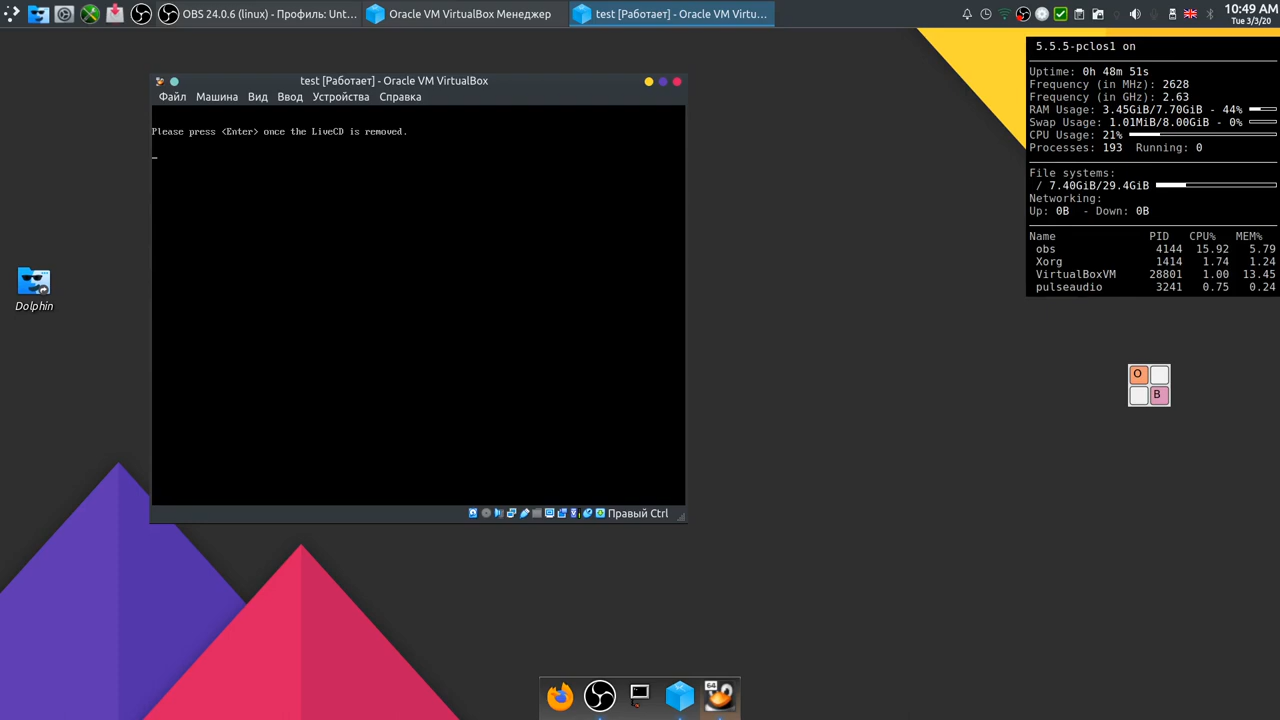 OBS 24.0.6 (linux) - Профиль: Unt...
Oracle VM VirtualBox Менеджер
test [Работает] - Oracle VM Virtu...
10:49 AM
Tue 3/3/20
5.5.5-pclos1 on
Uptime: 0h 48m 51s
Frequency (in MHz): 2628
Frequency (in GHz): 2.63
RAM Usage: 3.45GiB/7.70GiB - 44%
Swap Usage: 1.01MiB/8.00GiB - 0%
CPU Usage: 21%
Processes: 193 Running: 0
File systems:
/ 7.40GiB/29.4GiB
Networking:
Up: 0B - Down: 0B
Name PID CPU% MEM%
obs 4144 15.92 5.79
Xorg 1414 1.74 1.24
VirtualBoxVM 28801 1.00 13.45
pulseaudio 3241 0.75 0.24
test [Работает] - Oracle VM VirtualBox
Файл Машина Вид Ввод Устройства Справка
Please press <Enter> once the LiveCD is removed.
Правый Ctrl
Dolphin
O
B
64